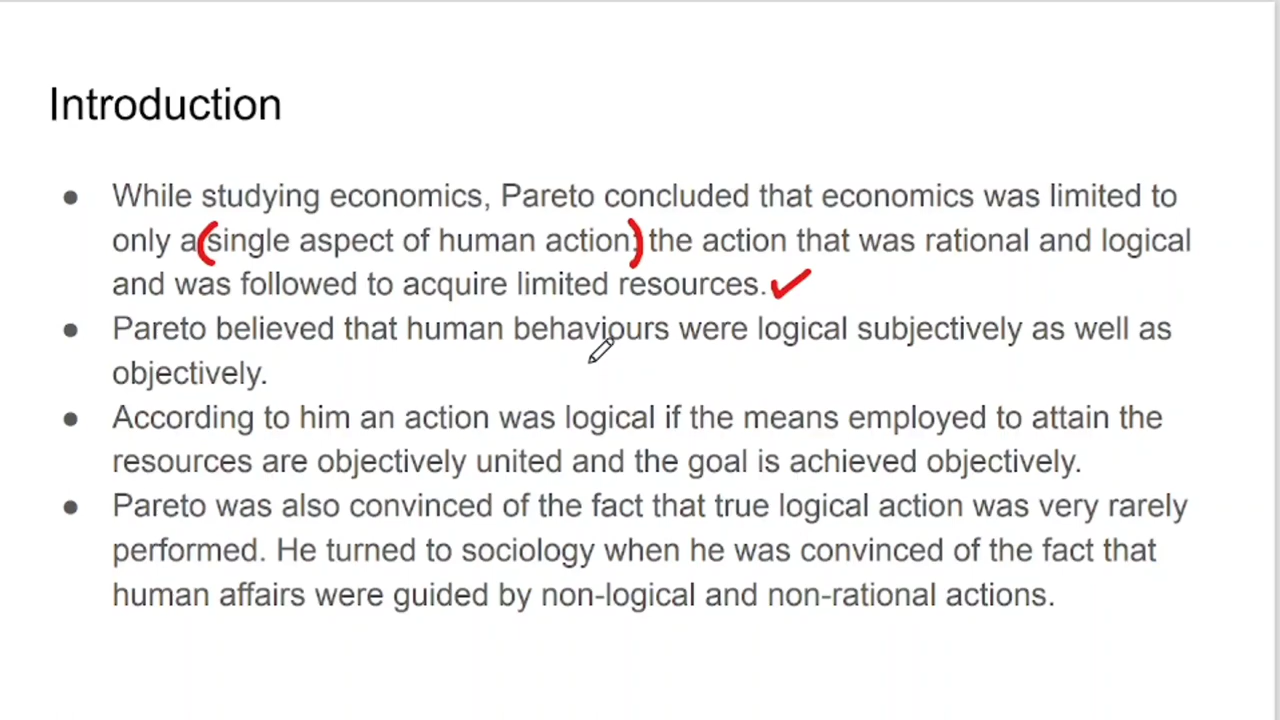 Introduction
● While studying economics, Pareto concluded that economics was limited to
only a single aspect of human action: the action that was rational and logical
and was followed to acquire limited resources.
● Pareto believed that human behaviours were logical subjectively as well as
objectively.
● According to him an action was logical if the means employed to attain the
resources are objectively united and the goal is achieved objectively.
● Pareto was also convinced of the fact that true logical action was very rarely
performed. He turned to sociology when he was convinced of the fact that
human affairs were guided by non-logical and non-rational actions.